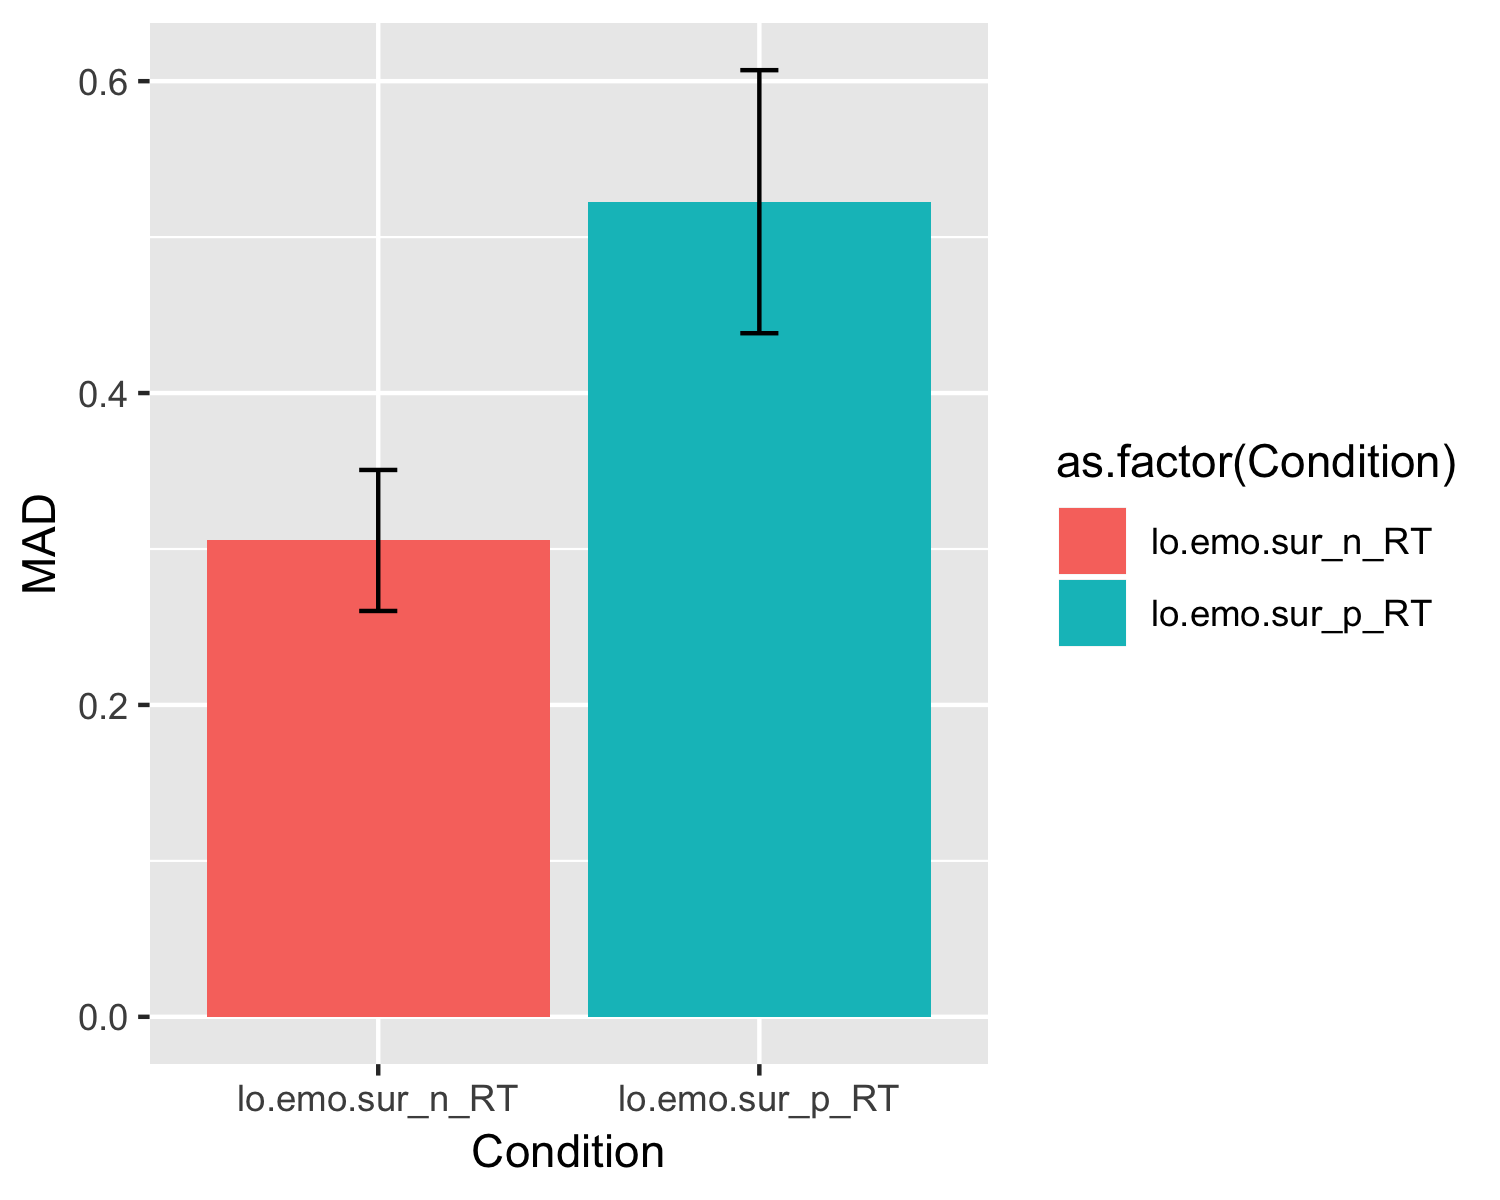 0.6
0.4
0.2
0.0
MAD
lo.emo.sur_n_RT lo.emo.sur_p_RT
Condition
as.factor(Condition)
lo.emo.sur_n_RT
lo.emo.sur_p_RT